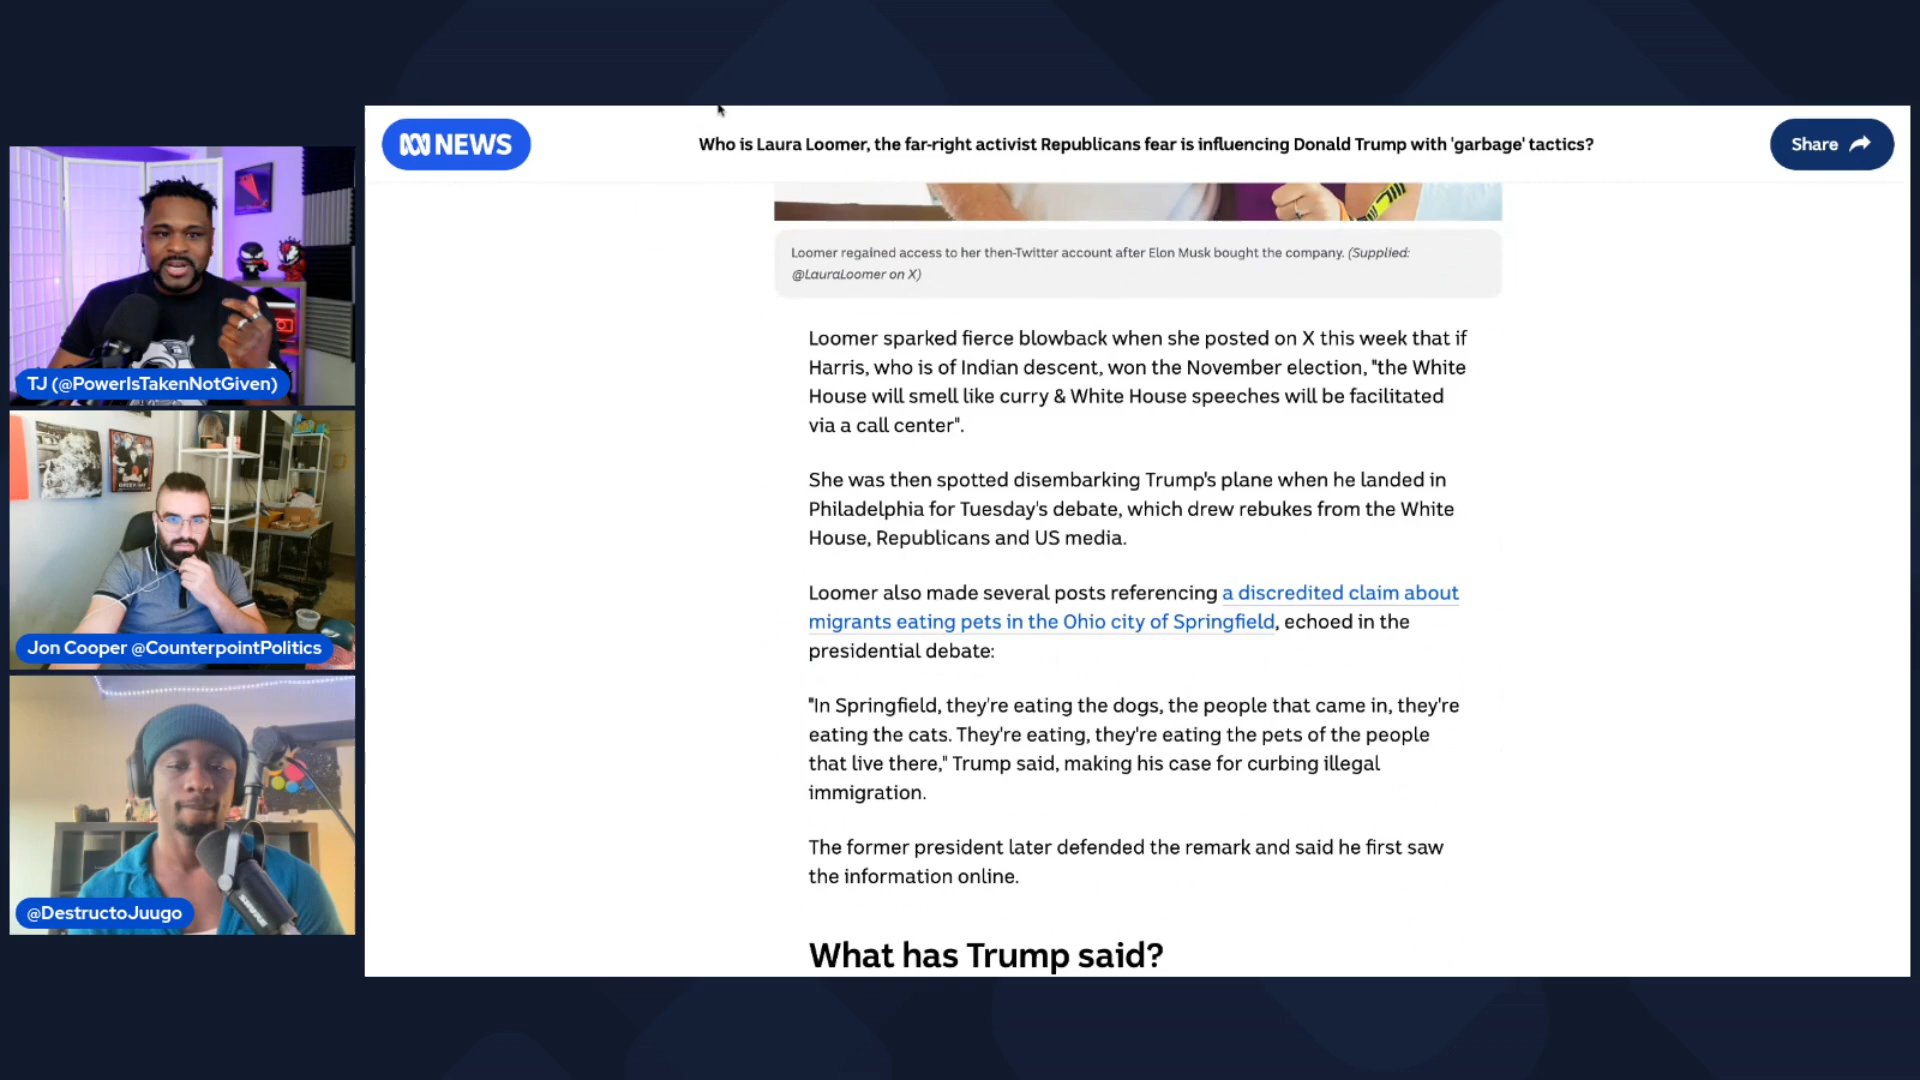 NEWS
Who is Laura Loomer, the far-right activist Republicans fear is influencing Donald Trump with 'garbage' tactics?
Share
Loomer regained access to her then-Twitter account after Elon Musk bought the company. (Supplied:
@LauraLoomer on X)
Loomer sparked fierce blowback when she posted on X this week that if
Harris, who is of Indian descent, won the November election, "the White
House will smell like curry & White House speeches will be facilitated
via a call center".
She was then spotted disembarking Trump's plane when he landed in
Philadelphia for Tuesday's debate, which drew rebukes from the White
House, Republicans and US media.
Loomer also made several posts referencing a discredited claim about
migrants eating pets in the Ohio city of Springfield, echoed in the
presidential debate:
"In Springfield, they're eating the dogs, the people that came in, they're
eating the cats. They're eating, they're eating the pets of the people
that live there," Trump said, making his case for curbing illegal
immigration.
The former president later defended the remark and said he first saw
the information online.
What has Trump said?
TJ (@PowerIsTakenNotGiven)
GREEN DAY
Jon Cooper @CounterpointPolitics
SHURE
@DestructoJuugo